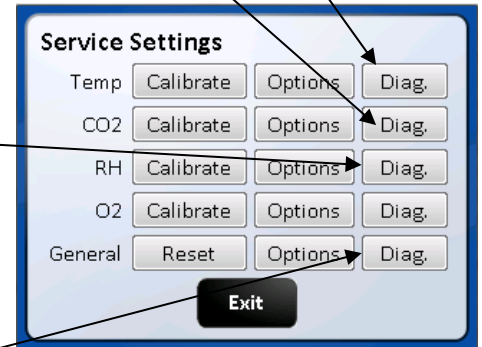 Service Settings
Temp Calibrate Options Diag.
CO2 Calibrate Options Diag.
RH Calibrate Options Diag.
O2 Calibrate Options Diag.
General Reset Options Diag.
Exit